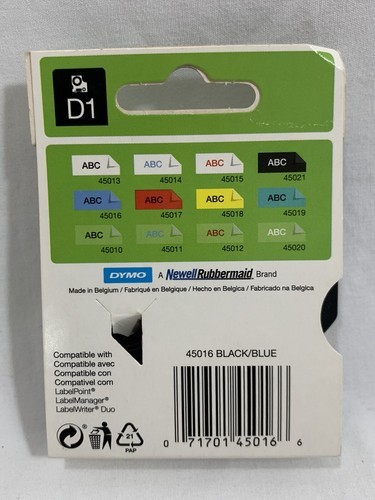 D1
ABC ABC ABC ABC
45013 45014 45015 45021
ABC ABC ABC ABC
45016 45017 45018 45019
ABC ABC ABC ABC
45010 45011 45012 45020
DYMO A NewellRubbermaid Brand
Made in Belgium / Fabriqué en Belgique / Hecho en Belgica / Fabricado na Belgica
Compatible with
Compatible avec
Compatible con
Compatível com
LabelPoint®
LabelManager®
LabelWriter® Duo
45016 BLACK/BLUE
21
PAP
0 71701 45016 6